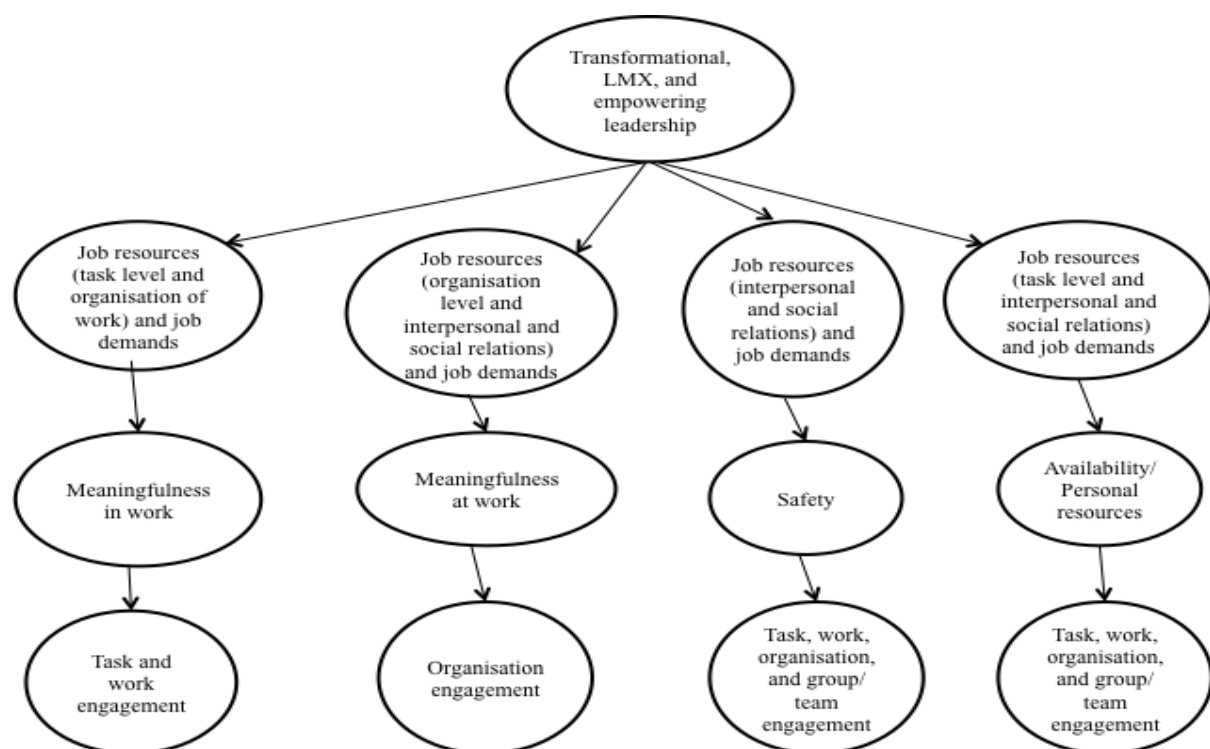 Transformational,
LMX, and
empowering
leadership
Job resources
(task level and
organisation of
work) and job
demands
Job resources
(organisation
level and
interpersonal and
social relations)
and job demands
Job resources
(interpersonal
and social
relations) and
job demands
Job resources
(task level and
interpersonal and
social relations)
and job demands
Meaningfulness
in work
Meaningfulness
at work
Safety
Availability/
Personal
resources
Task and
work
engagement
Organisation
engagement
Task, work,
organisation,
and group/
team
engagement
Task, work,
organisation,
and group/
team
engagement